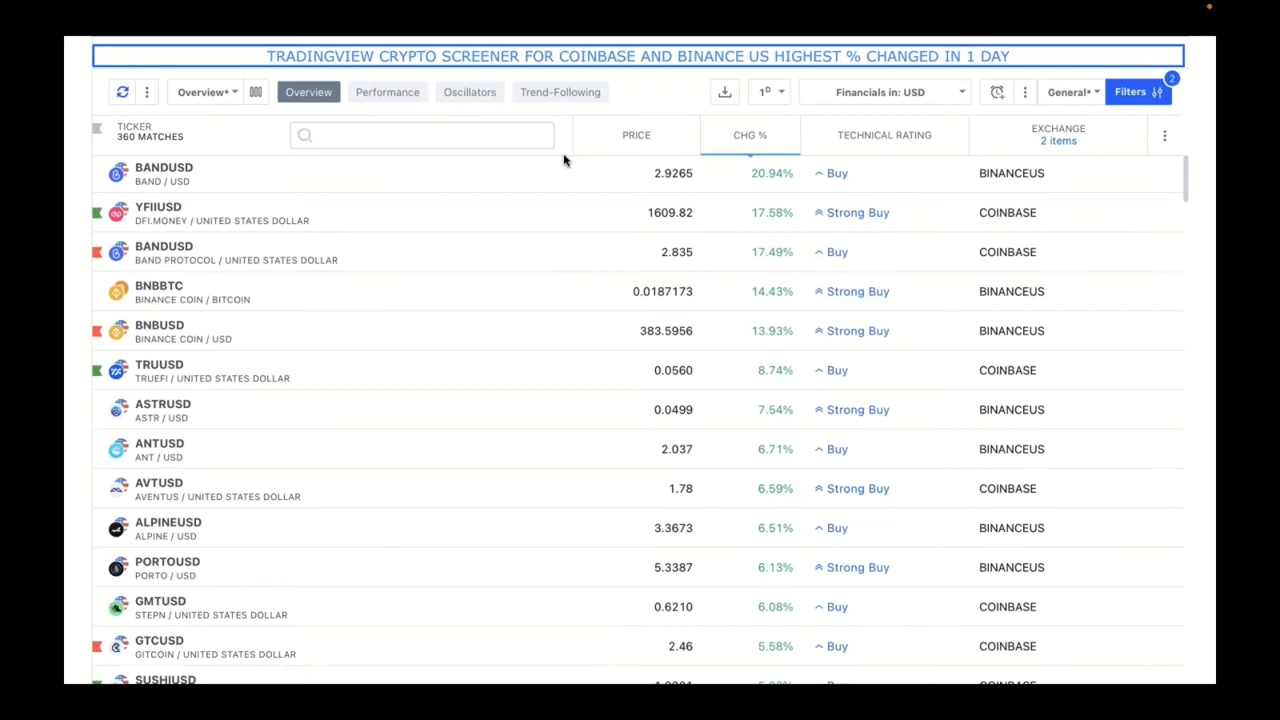 TRADINGVIEW CRYPTO SCREENER FOR COINBASE AND BINANCE US HIGHEST % CHANGED IN 1 DAY
Overview* Overview Performance Oscillators Trend-Following 1D Financials in: USD General* Filters 2
TICKER
360 MATCHES
PRICE CHG % TECHNICAL RATING EXCHANGE
2 items
BANDUSD
BAND / USD
2.9265 20.94% Buy BINANCEUS
YFIIUSD
DFI.MONEY / UNITED STATES DOLLAR
1609.82 17.58% Strong Buy COINBASE
BANDUSD
BAND PROTOCOL / UNITED STATES DOLLAR
2.835 17.49% Buy COINBASE
BNBBTC
BINANCE COIN / BITCOIN
0.0187173 14.43% Strong Buy BINANCEUS
BNBUSD
BINANCE COIN / USD
383.5956 13.93% Strong Buy BINANCEUS
TRUUSD
TRUEFI / UNITED STATES DOLLAR
0.0560 8.74% Buy COINBASE
ASTRUSD
ASTR / USD
0.0499 7.54% Strong Buy BINANCEUS
ANTUSD
ANT / USD
2.037 6.71% Buy BINANCEUS
AVTUSD
AVENTUS / UNITED STATES DOLLAR
1.78 6.59% Strong Buy COINBASE
ALPINEUSD
ALPINE / USD
3.3673 6.51% Buy BINANCEUS
PORTOUSD
PORTO / USD
5.3387 6.13% Strong Buy BINANCEUS
GMTUSD
STEPN / UNITED STATES DOLLAR
0.6210 6.08% Buy COINBASE
GTCUSD
GITCOIN / UNITED STATES DOLLAR
2.46 5.58% Buy COINBASE
SUSHIUSD